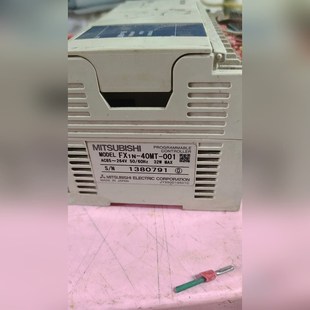 MITSUBISHI
PROGRAMMABLE CONTROLLER
MODEL FX1N-40MT-001
AC85~264V 50/60Hz 32W MAX
S/N 1380791
MITSUBISHI ELECTRIC CORPORATION